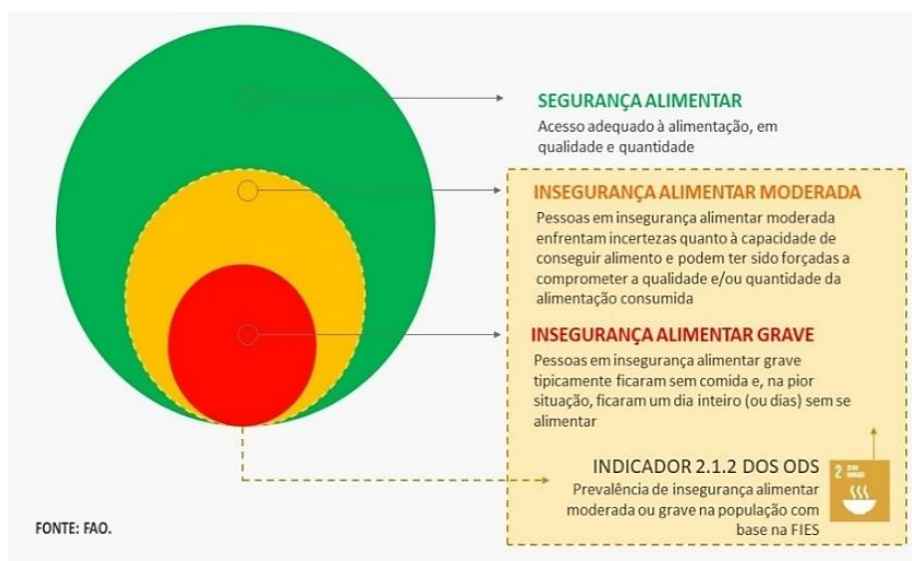 SEGURANÇA ALIMENTAR
Acesso adequado à alimentação, em
qualidade e quantidade
INSEGURANÇA ALIMENTAR MODERADA
Pessoas em insegurança alimentar moderada
enfrentam incertezas quanto à capacidade de
conseguir alimento e podem ter sido forçadas a
comprometer a qualidade e/ou quantidade da
alimentação consumida
INSEGURANÇA ALIMENTAR GRAVE
Pessoas em insegurança alimentar grave
tipicamente ficaram sem comida e, na pior
situação, ficaram um dia inteiro (ou dias) sem se
alimentar
INDICADOR 2.1.2 DOS ODS
Prevalência de insegurança alimentar
moderada ou grave na população com
base na FIES
2
FONTE: FAO.